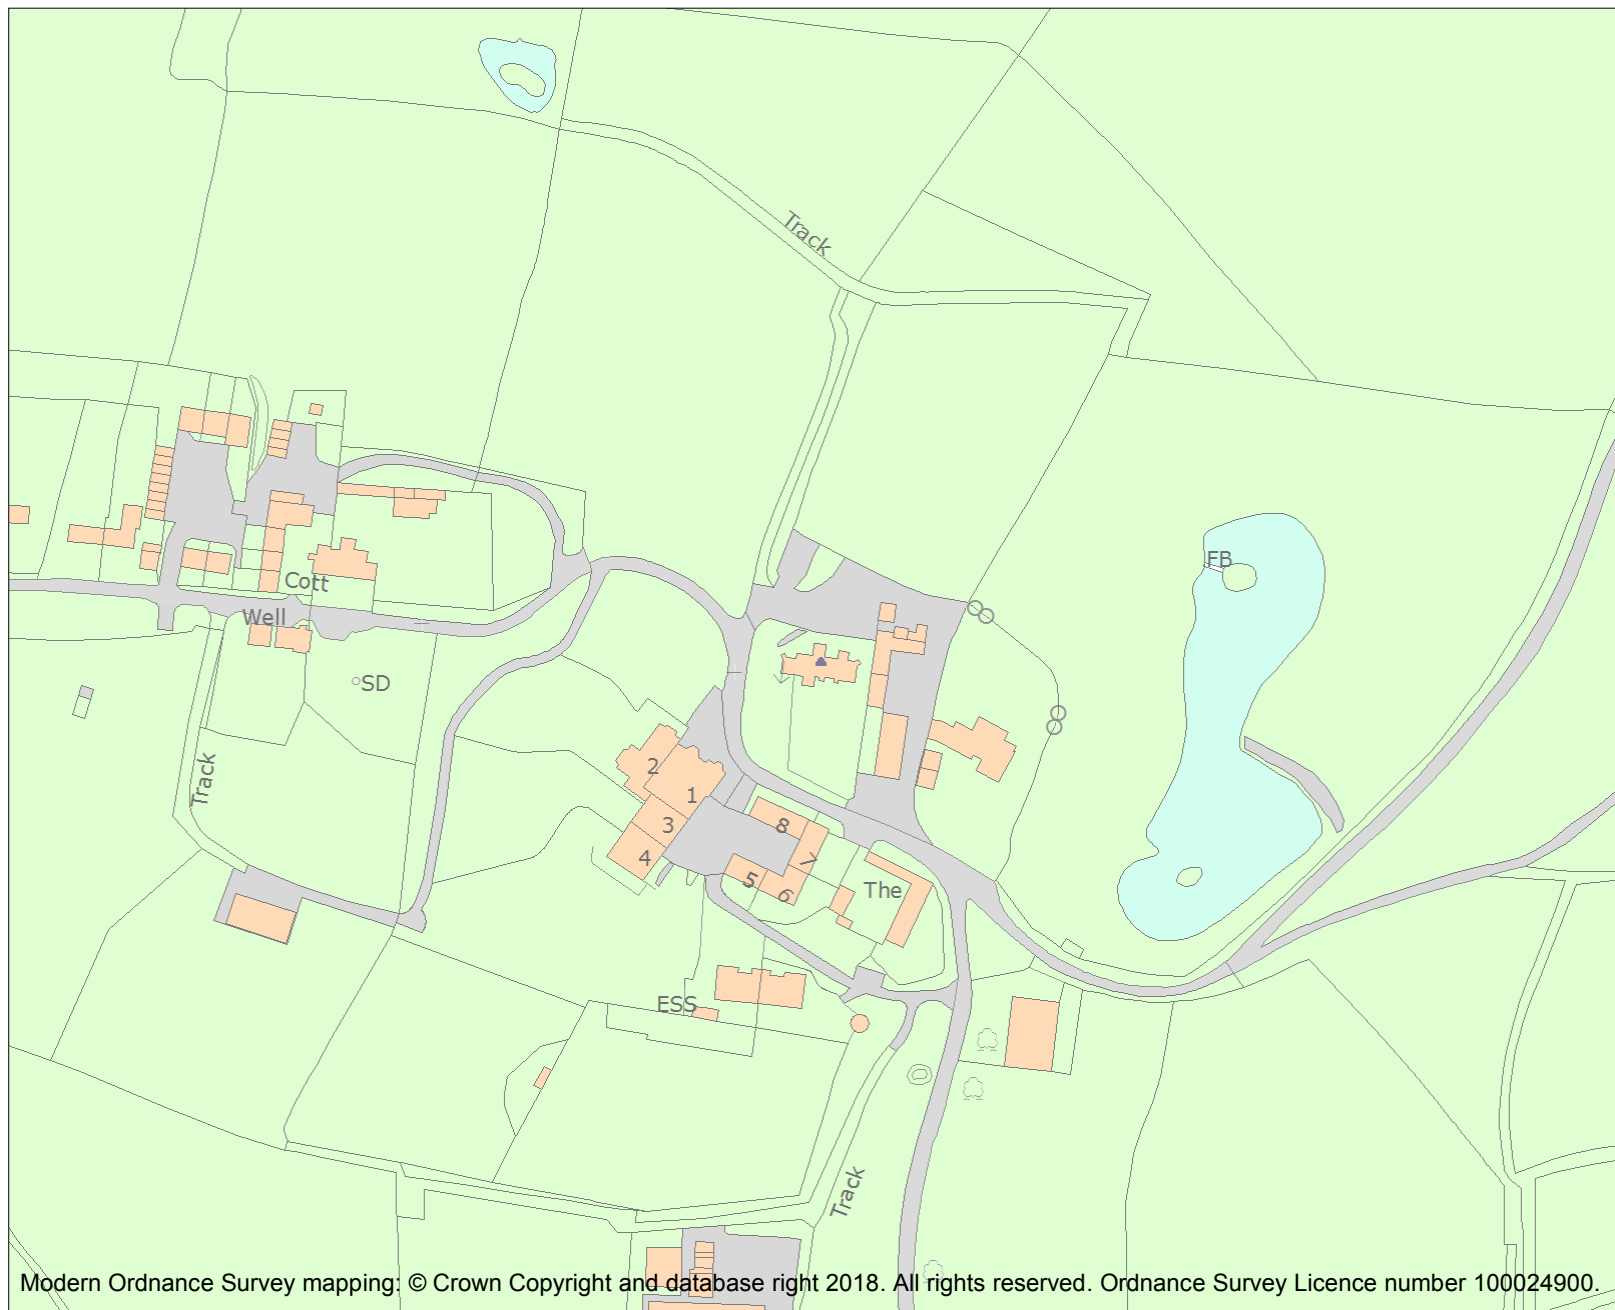 Track
FB
Cott
Well
SD
Track
2
1
3
4
8
7
5
6
The
ESS
Track
Modern Ordnance Survey mapping: © Crown Copyright and database right 2018. All rights reserved. Ordnance Survey Licence number 100024900.